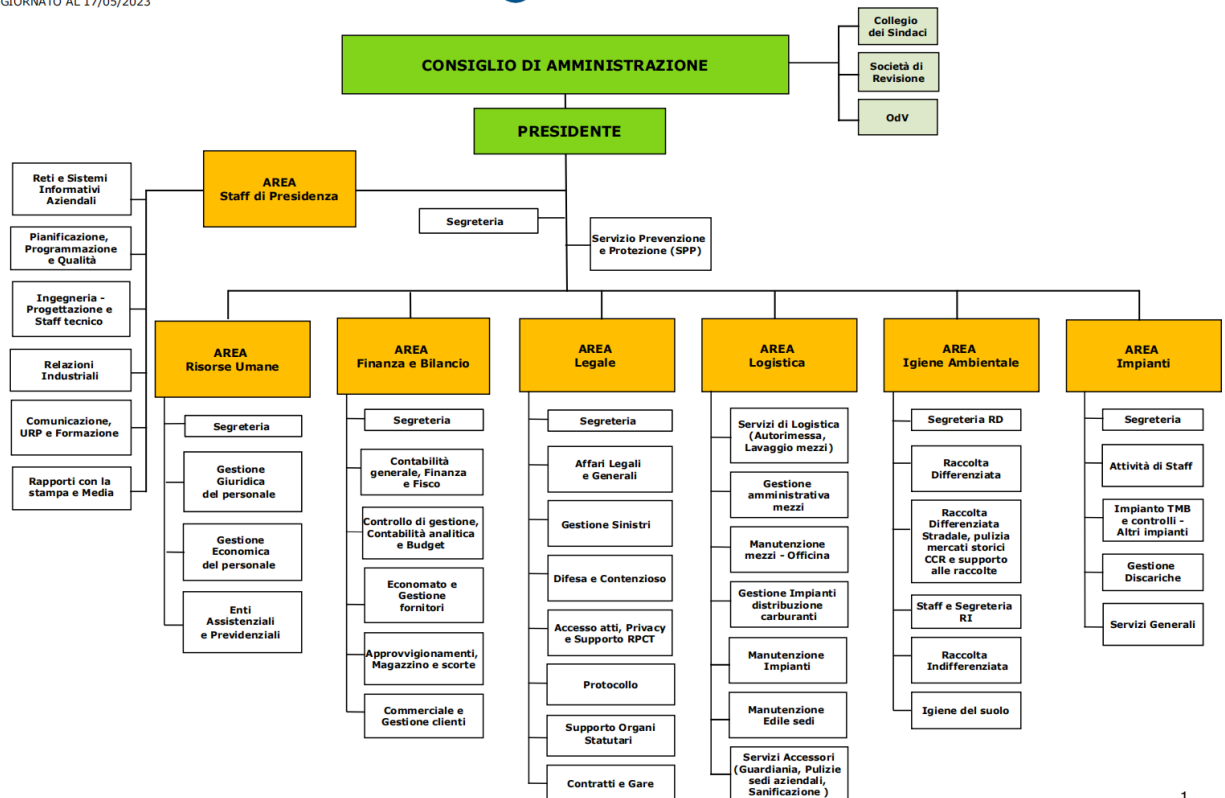 GIORNATO AL 17/05/2023
Collegio
dei Sindaci
CONSIGLIO DI AMMINISTRAZIONE
Società di
Revisione
OdV
PRESIDENTE
Reti e Sistemi
Informativi
Aziendali
AREA
Staff di Presidenza
Segreteria
Servizio Prevenzione
e Protezione (SPP)
Pianificazione,
Programmazione
e Qualità
Ingegneria -
Progettazione e
Staff tecnico
Relazioni
Industriali
Comunicazione,
URP e Formazione
Rapporti con la
stampa e Media
AREA
Risorse Umane
Segreteria
Gestione
Giuridica
del personale
Gestione
Economica
del personale
Enti
Assistenziali
e Previdenziali
AREA
Finanza e Bilancio
Segreteria
Contabilità
generale, Finanza
e Fisco
Controllo di gestione,
Contabilità analitica
e Budget
Economato e
Gestione
fornitori
Approvvigionamenti,
Magazzino e scorte
Commerciale e
Gestione clienti
AREA
Legale
Segreteria
Affari Legali
e Generali
Gestione Sinistri
Difesa e Contenzioso
Accesso atti, Privacy
e Supporto RPCT
Protocollo
Supporto Organi
Statutari
Contratti e Gare
AREA
Logistica
Servizi di Logistica
(Autorimessa,
Lavaggio mezzi)
Gestione
amministrativa
mezzi
Manutenzione
mezzi - Officina
Gestione Impianti
distribuzione
carburanti
Manutenzione
Impianti
Manutenzione
Edile sedi
Servizi Accessori
(Guardiania, Pulizie
sedi aziendali,
Sanificazione )
AREA
Igiene Ambientale
Segreteria RD
Raccolta
Differenziata
Raccolta
Differenziata
Stradale, pulizia
mercati storici
CCR e supporto
alle raccolte
Staff e Segreteria
RI
Raccolta
Indifferenziata
Igiene del suolo
AREA
Impianti
Segreteria
Attività di Staff
Impianto TMB
e controlli -
Altri impianti
Gestione
Discariche
Servizi Generali
1